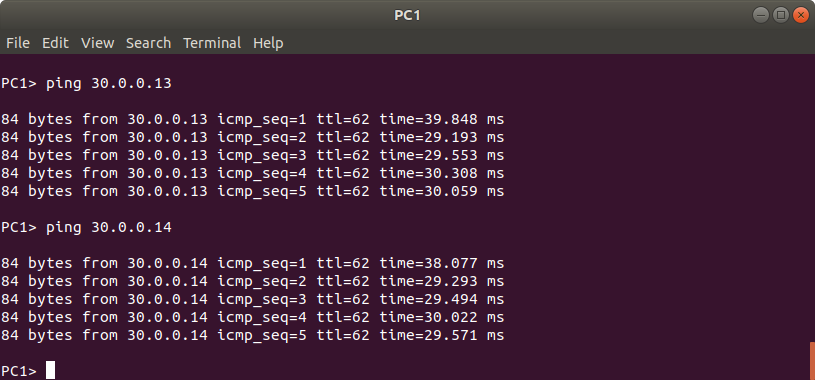 PC1
File Edit View Search Terminal Help
PC1> ping 30.0.0.13
84 bytes from 30.0.0.13 icmp_seq=1 ttl=62 time=39.848 ms
84 bytes from 30.0.0.13 icmp_seq=2 ttl=62 time=29.193 ms
84 bytes from 30.0.0.13 icmp_seq=3 ttl=62 time=29.553 ms
84 bytes from 30.0.0.13 icmp_seq=4 ttl=62 time=30.308 ms
84 bytes from 30.0.0.13 icmp_seq=5 ttl=62 time=30.059 ms
PC1> ping 30.0.0.14
84 bytes from 30.0.0.14 icmp_seq=1 ttl=62 time=38.077 ms
84 bytes from 30.0.0.14 icmp_seq=2 ttl=62 time=29.293 ms
84 bytes from 30.0.0.14 icmp_seq=3 ttl=62 time=29.494 ms
84 bytes from 30.0.0.14 icmp_seq=4 ttl=62 time=30.022 ms
84 bytes from 30.0.0.14 icmp_seq=5 ttl=62 time=29.571 ms
PC1>